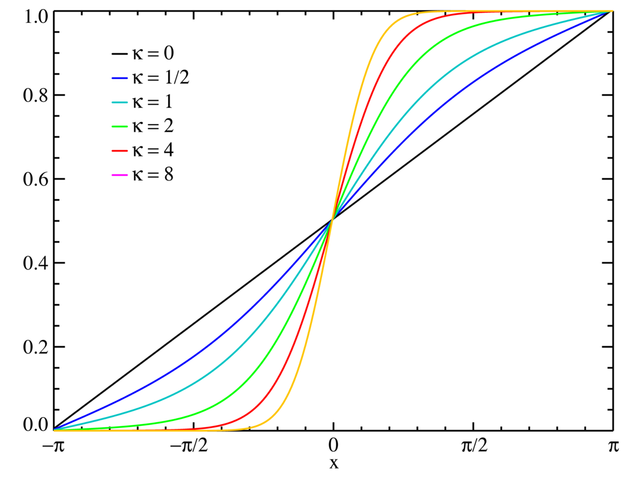 1.0
0.8
0.6
0.4
0.2
0.0
κ = 0
κ = 1/2
κ = 1
κ = 2
κ = 4
κ = 8
−π
−π/2
0
π/2
π
x